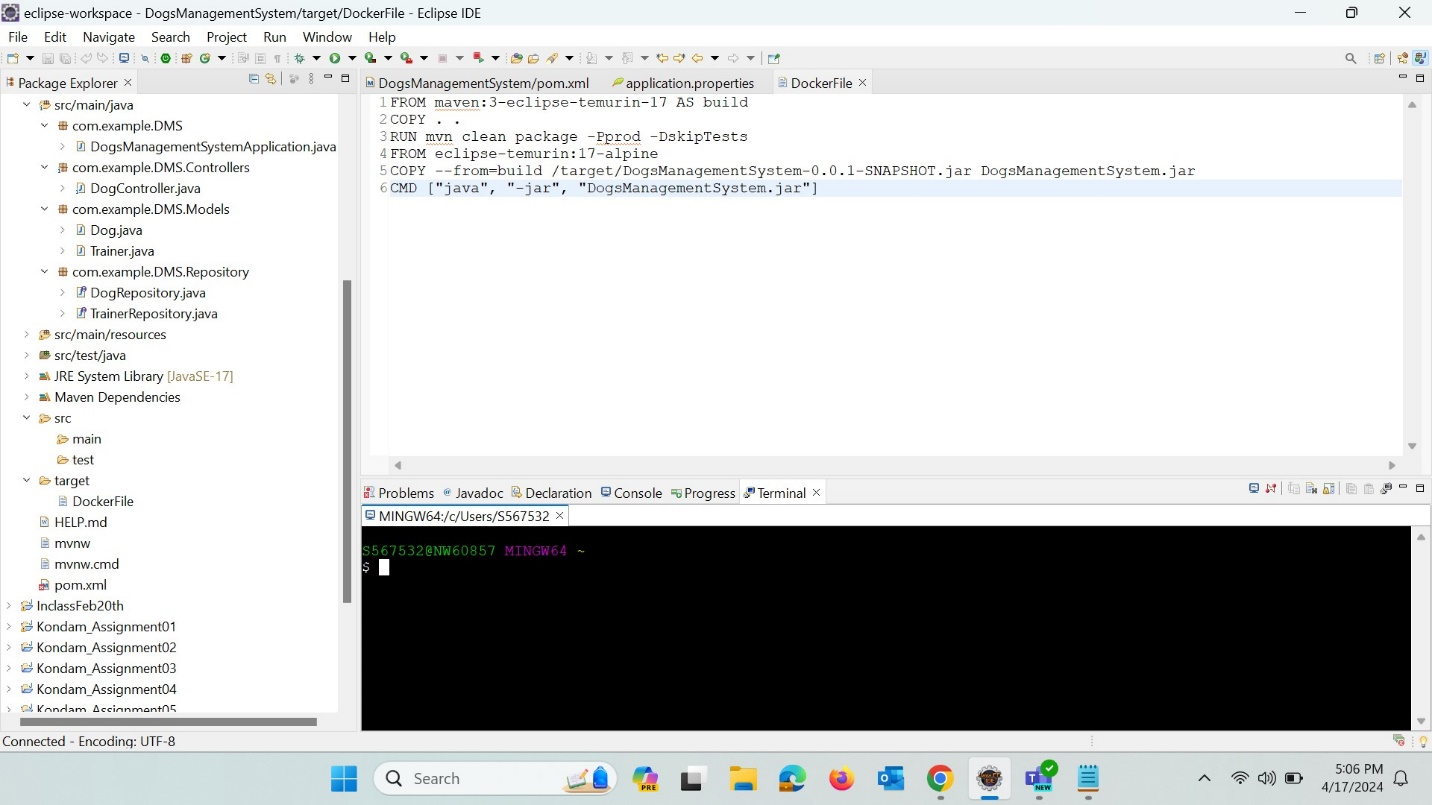 eclipse-workspace - DogsManagementSystem/target/DockerFile - Eclipse IDE
File Edit Navigate Search Project Run Window Help
Package Explorer
src/main/java
com.example.DMS
DogsManagementSystemApplication.java
com.example.DMS.Controllers
DogController.java
com.example.DMS.Models
Dog.java
Trainer.java
com.example.DMS.Repository
DogRepository.java
TrainerRepository.java
src/main/resources
src/test/java
JRE System Library [JavaSE-17]
Maven Dependencies
src
main
test
target
DockerFile
HELP.md
mvnw
mvnw.cmd
pom.xml
InclassFeb20th
Kondam_Assignment01
Kondam_Assignment02
Kondam_Assignment03
Kondam_Assignment04
Kondam_Assignment05
DogsManagementSystem/pom.xml application.properties DockerFile
1 FROM maven:3-eclipse-temurin-17 AS build
2 COPY . .
3 RUN mvn clean package -Pprod -DskipTests
4 FROM eclipse-temurin:17-alpine
5 COPY --from=build /target/DogsManagementSystem-0.0.1-SNAPSHOT.jar DogsManagementSystem.jar
6 CMD ["java", "-jar", "DogsManagementSystem.jar"]
Problems Javadoc Declaration Console Progress Terminal
MINGW64:/c/Users/S567532
S567532@NW60857 MINGW64 ~
$
Connected - Encoding: UTF-8
Search
PRE
NEW
5:06 PM
4/17/2024